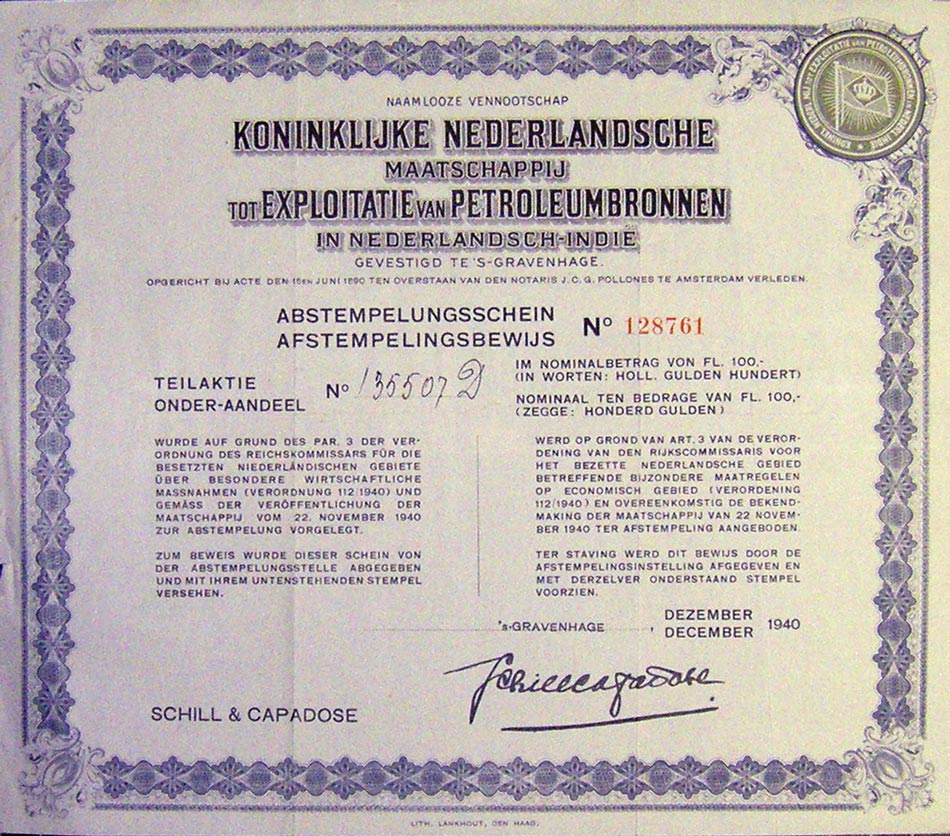 NAAMLOOZE VENNOOTSCHAP
KONINKLIJKE NEDERLANDSCHE
MAATSCHAPPIJ
TOT EXPLOITATIE VAN PETROLEUMBRONNEN
IN NEDERLANDSCH-INDIË
GEVESTIGD TE 'S-GRAVENHAGE.
OPGERICHT BIJ ACTE DEN 16EN JUNI 1890 TEN OVERSTAAN VAN DEN NOTARIS J. C. G. POLLONES TE AMSTERDAM VERLEDEN.
ABSTEMPELUNGSSCHEIN
AFSTEMPELINGSBEWIJS
Nº 128761
TEILAKTIE
ONDER-AANDEEL
Nº 135507 D
IM NOMINALBETRAG VON FL. 100,-
(IN WORTEN: HOLL. GULDEN HUNDERT)
NOMINAAL TEN BEDRAGE VAN FL. 100,-
(ZEGGE: HONDERD GULDEN)
WURDE AUF GRUND DES PAR. 3 DER VER-
ORDNUNG DES REICHSKOMMISSARS FÜR DIE
BESETZTEN NIEDERLÄNDISCHEN GEBIETE
ÜBER BESONDERE WIRTSCHAFTLICHE
MASSNAHMEN (VERORDNUNG 112/1940) UND
GEMÄSS DER VERÖFFENTLICHUNG DER
MAATSCHAPPIJ VOM 22. NOVEMBER 1940
ZUR ABSTEMPELUNG VORGELEGT.
ZUM BEWEIS WURDE DIESER SCHEIN VON
DER ABSTEMPELUNGSSTELLE ABGEGEBEN
UND MIT IHREM UNTENSTEHENDEN STEMPEL
VERSEHEN.
WERD OP GROND VAN ART. 3 VAN DE VEROR-
DENING VAN DEN RIJKSCOMMISSARIS VOOR
HET BEZETTE NEDERLANDSCHE GEBIED
BETREFFENDE BIJZONDERE MAATREGELEN
OP ECONOMISCH GEBIED (VERORDENING
112/1940) EN OVEREENKOMSTIG DE BEKEND-
MAKING DER MAATSCHAPPIJ VAN 22 NOVEM-
BER 1940 TER AFSTEMPELING AANGEBODEN.
TER STAVING WERD DIT BEWIJS DOOR DE
AFSTEMPELINGSINSTELLING AFGEGEVEN EN
MET DERZELVER ONDERSTAAND STEMPEL
VOORZIEN.
's-GRAVENHAGE, DEZEMBER
DECEMBER 1940
Schillcapadose
SCHILL & CAPADOSE
LITH. LANKHOUT, DEN HAAG.